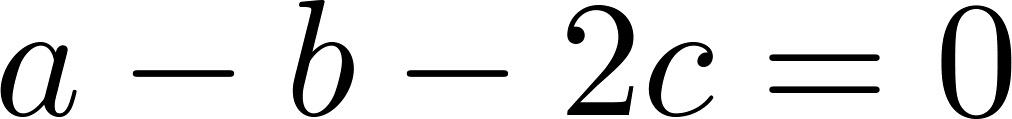 a − b − 2c = 0